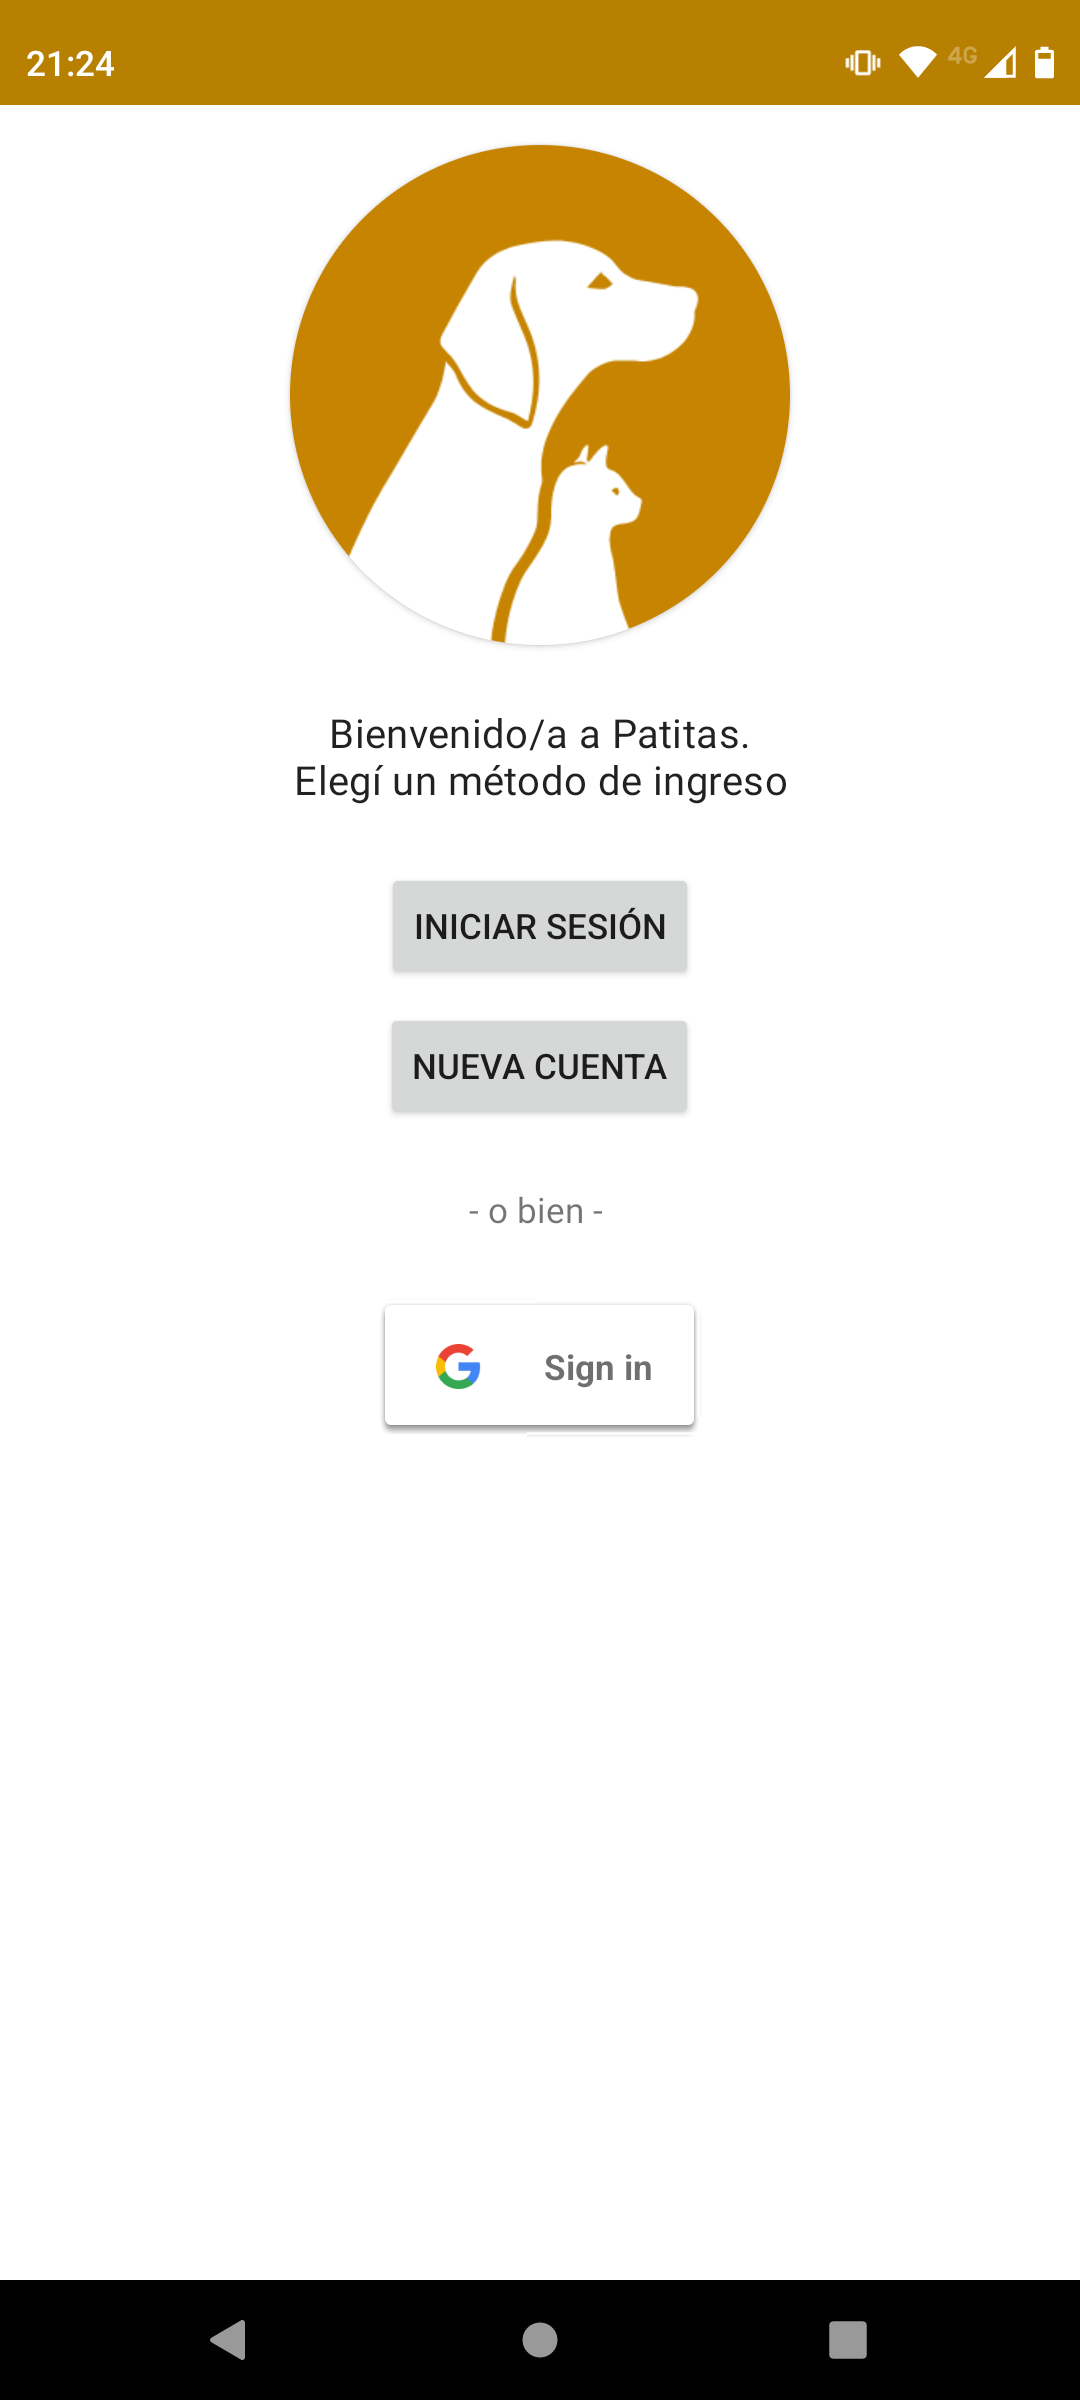 21:24
4G
Bienvenido/a a Patitas.
Elegí un método de ingreso
INICIAR SESIÓN
NUEVA CUENTA
- o bien -
Sign in